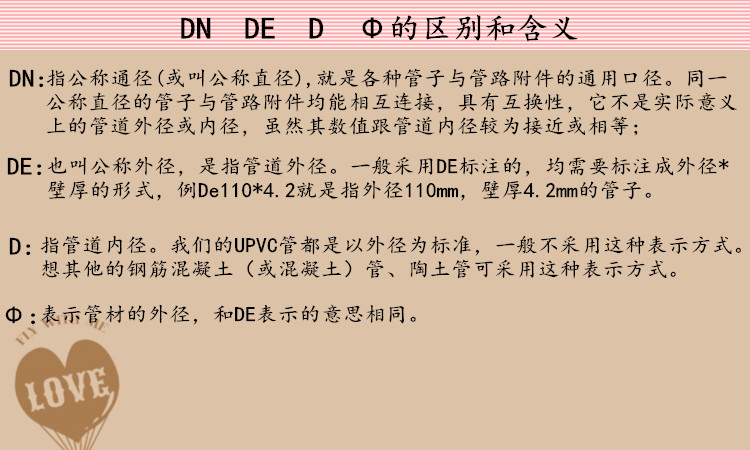 DN DE D Φ的区别和含义
DN:指公称通径(或叫公称直径),就是各种管子与管路附件的通用口径。同一
公称直径的管子与管路附件均能相互连接，具有互换性，它不是实际意义
上的管道外径或内径，虽然其数值跟管道内径较为接近或相等；
DE:也叫公称外径，是指管道外径。一般采用DE标注的，均需要标注成外径*
壁厚的形式，例De110*4.2就是指外径110mm，壁厚4.2mm的管子。
D:指管道内径。我们的UPVC管都是以外径为标准，一般不采用这种表示方式。
想其他的钢筋混凝土（或混凝土）管、陶土管可采用这种表示方式。
Φ:表示管材的外径，和DE表示的意思相同。
FLY WITH ME
LOVE